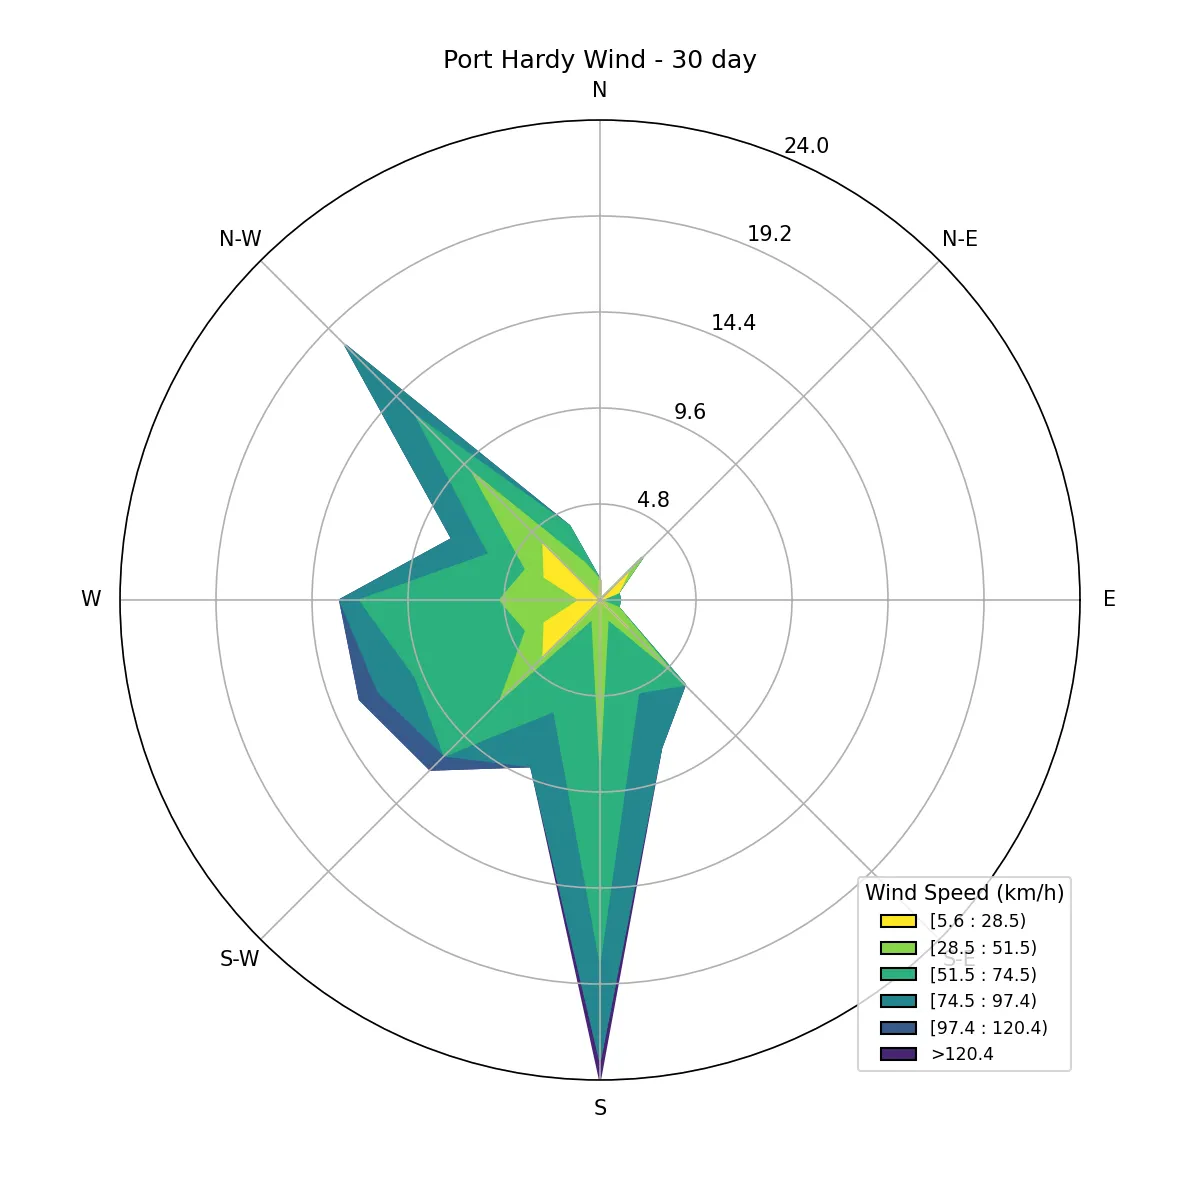 Port Hardy Wind - 30 day
N
24.0
N-W
19.2
N-E
14.4
9.6
4.8
W
E
Wind Speed (km/h)
[5.6 : 28.5)
[28.5 : 51.5)
S-W
S-E
[51.5 : 74.5)
[74.5 : 97.4)
[97.4 : 120.4)
>120.4
S